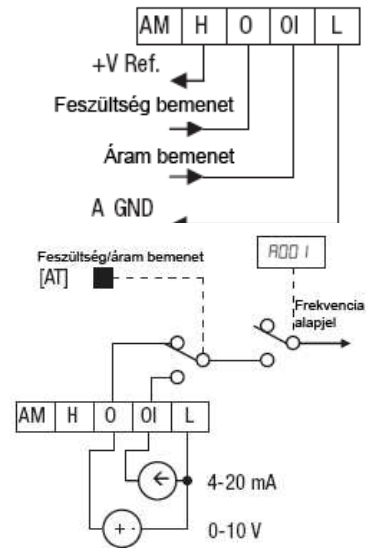 AM H O OI L
+V Ref.
Feszültség bemenet
Áram bemenet
A GND
Feszültség/áram bemenet
[AT]
A001
Frekvencia
alapjel
AM H O OI L
4-20 mA
+ -
0-10 V